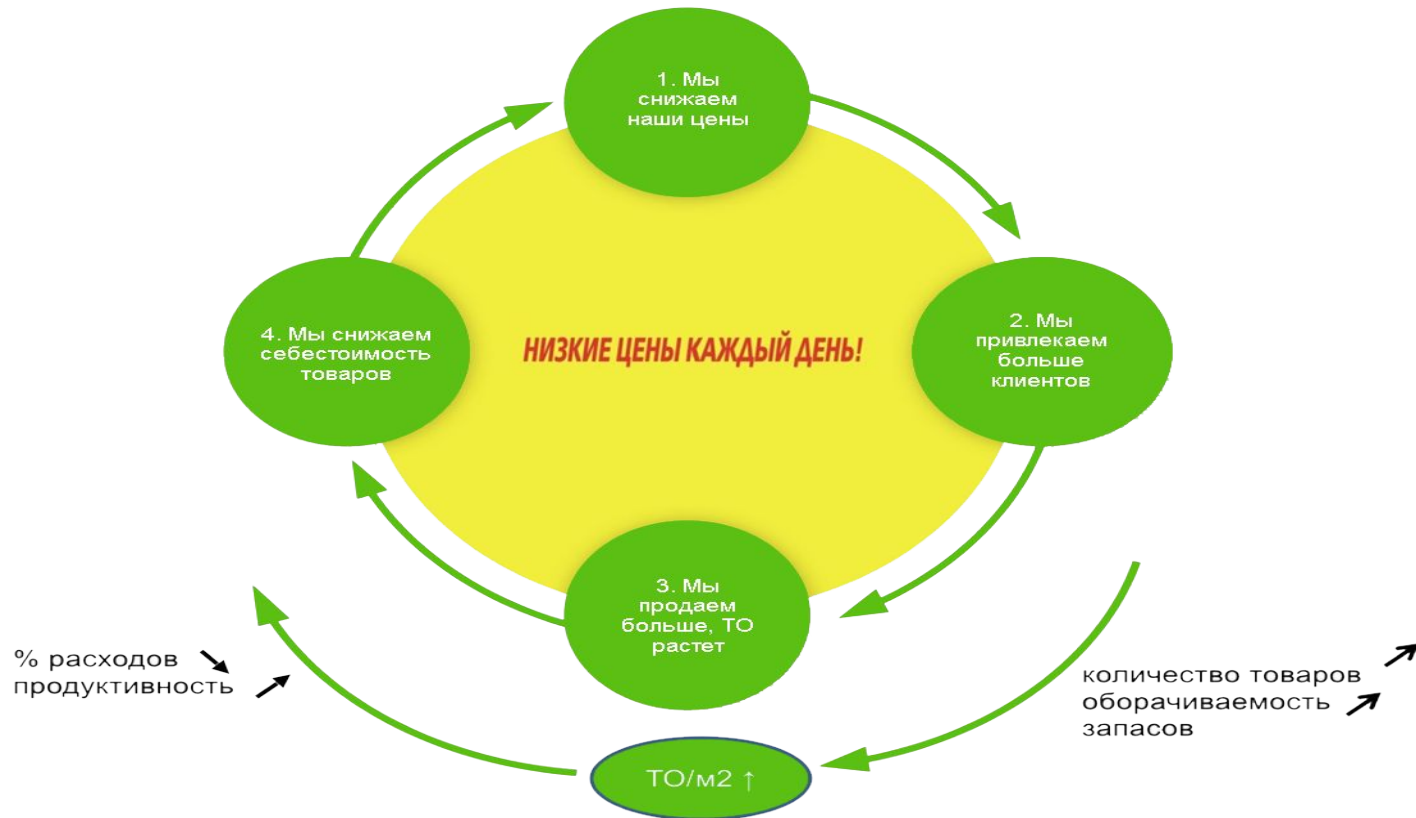 1. Мы
снижаем
наши цены
2. Мы
привлекаем
больше
клиентов
3. Мы
продаем
больше, ТО
растет
4. Мы снижаем
себестоимость
товаров
НИЗКИЕ ЦЕНЫ КАЖДЫЙ ДЕНЬ!
% расходов ↘
продуктивность ↗
количество товаров ↗
оборачиваемость ↗
запасов
ТО/м2 ↑